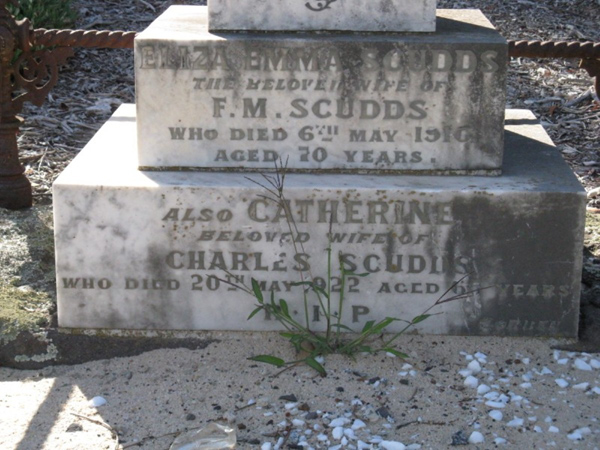 ELIZA EMMA SCUDDS
THE BELOVED WIFE OF
F.M. SCUDDS
WHO DIED 6TH MAY 1916
AGED 70 YEARS.
ALSO CATHERINE
BELOVED WIFE OF
CHARLES SCUDDS
WHO DIED 20TH MAY 1922 AGED YEARS
R.I.P.